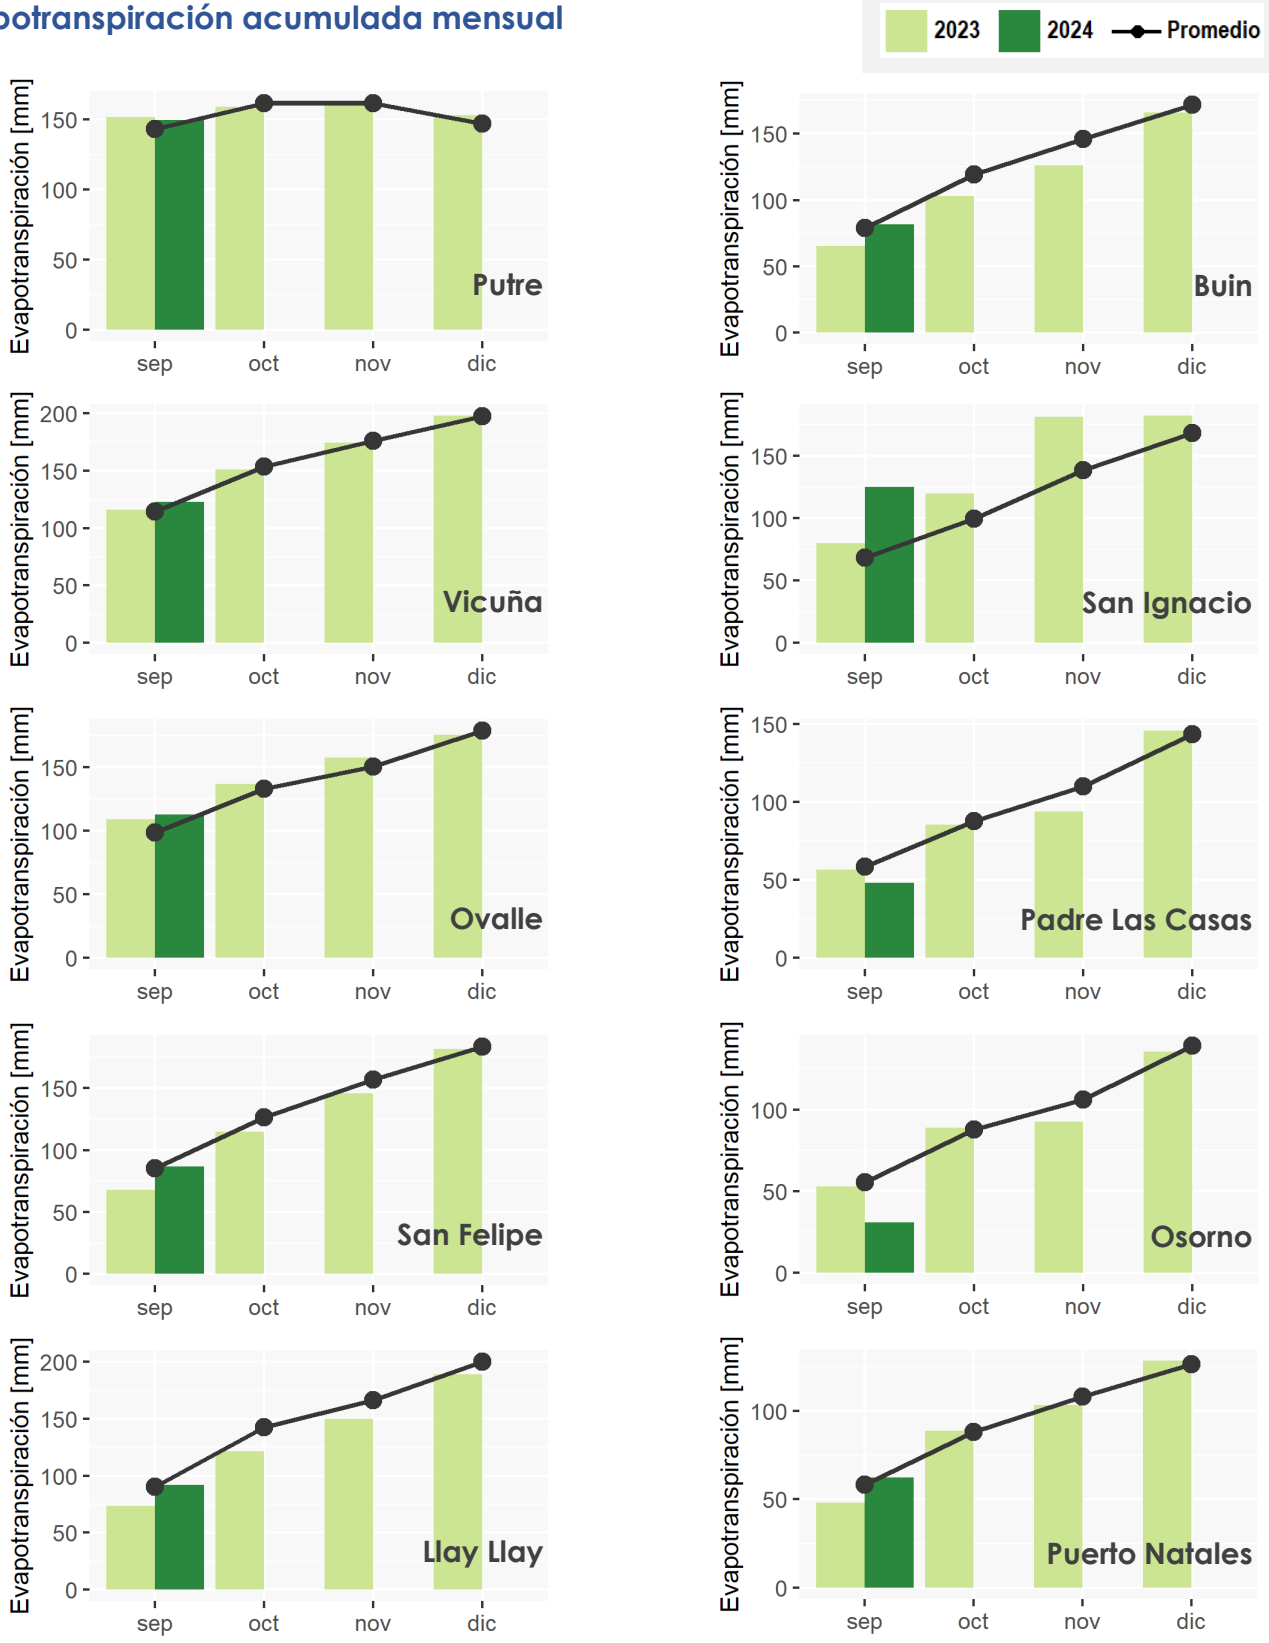 potranspiración acumulada mensual
2023 2024 Promedio
Evapotranspiración [mm]
150
100
50
0
Putre
sep oct nov dic
Evapotranspiración [mm]
150
100
50
0
Buin
sep oct nov dic
Evapotranspiración [mm]
200
150
100
50
0
Vicuña
sep oct nov dic
Evapotranspiración [mm]
150
100
50
0
San Ignacio
sep oct nov dic
Evapotranspiración [mm]
150
100
50
0
Ovalle
sep oct nov dic
Evapotranspiración [mm]
150
100
50
0
Padre Las Casas
sep oct nov dic
Evapotranspiración [mm]
150
100
50
0
San Felipe
sep oct nov dic
Evapotranspiración [mm]
100
50
0
Osorno
sep oct nov dic
Evapotranspiración [mm]
200
150
100
50
0
Llay Llay
sep oct nov dic
Evapotranspiración [mm]
100
50
0
Puerto Natales
sep oct nov dic